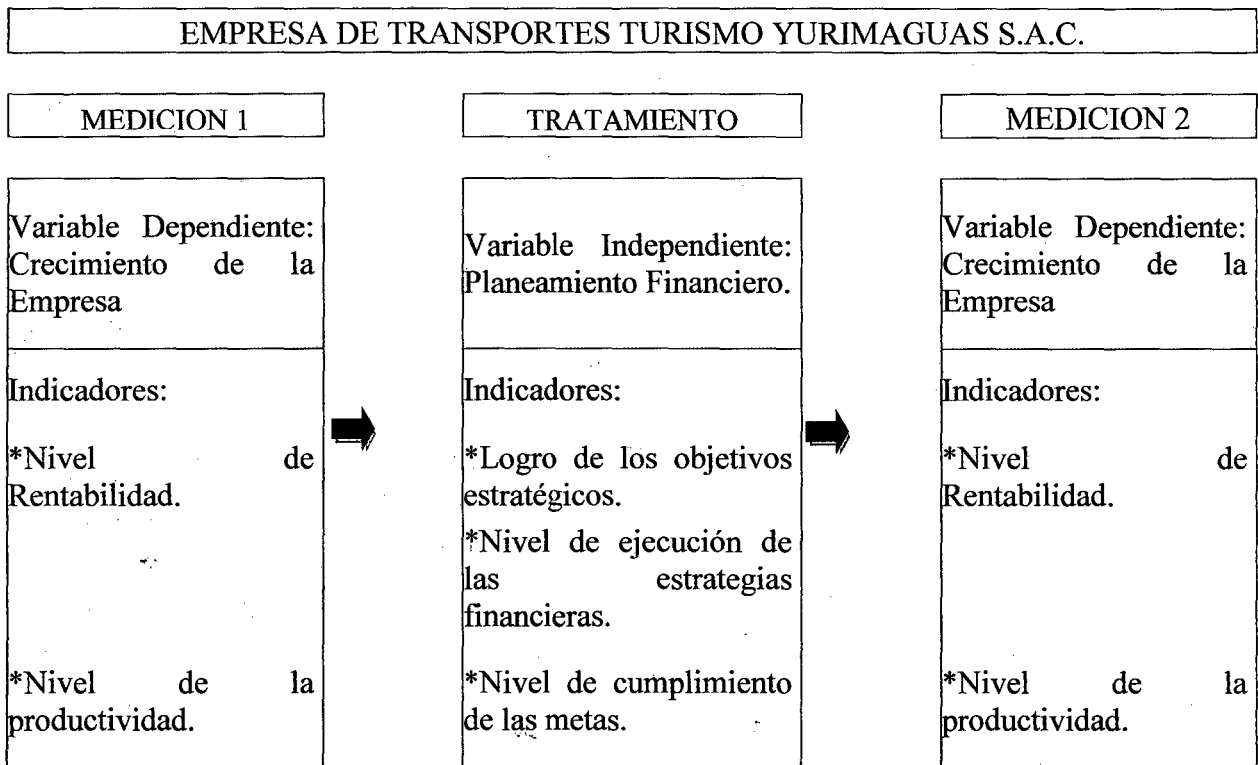 EMPRESA DE TRANSPORTES TURISMO YURIMAGUAS S.A.C.
MEDICION 1
TRATAMIENTO
MEDICION 2
Variable Dependiente:
Crecimiento de la
Empresa
Indicadores:
*Nivel de
Rentabilidad.
*Nivel de la
productividad.
Variable Independiente:
Planeamiento Financiero.
Indicadores:
*Logro de los objetivos
estratégicos.
*Nivel de ejecución de
las estrategias
financieras.
*Nivel de cumplimiento
de las metas.
Variable Dependiente:
Crecimiento de la
Empresa
Indicadores:
*Nivel de
Rentabilidad.
*Nivel de la
productividad.